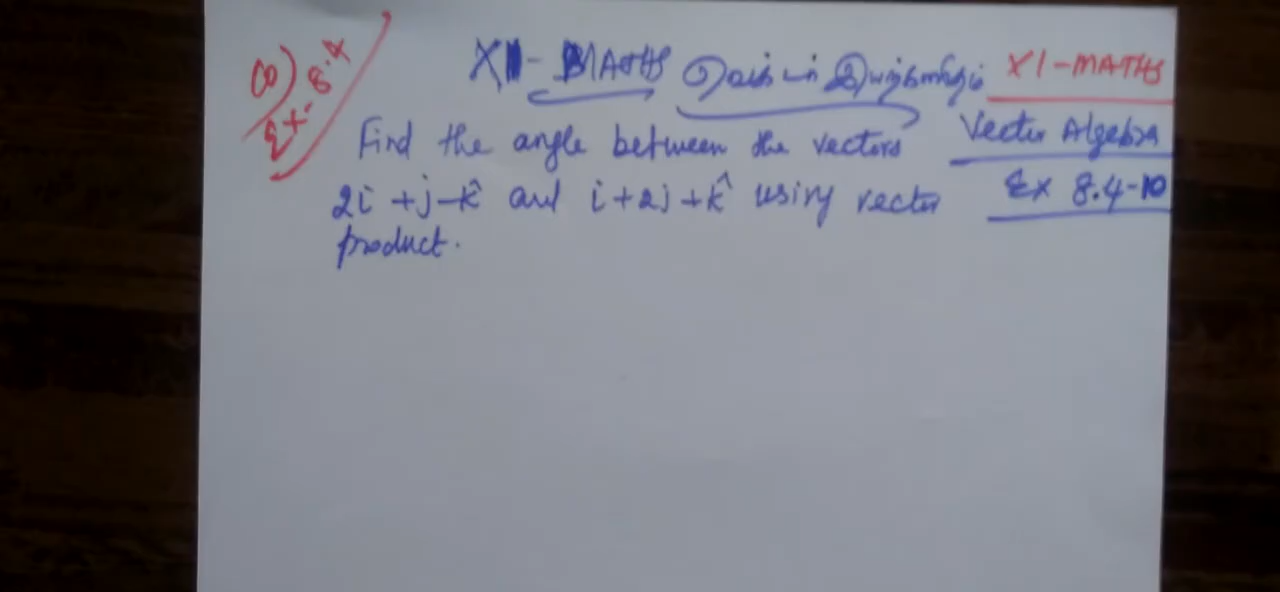 10) Ex: 8.4
XI - MATHS
Find the angle between the vectors
2i + j - k̂ and i + 2j + k̂ using vector
product.
XI - MATHS
Vector Algebra
Ex 8.4-10